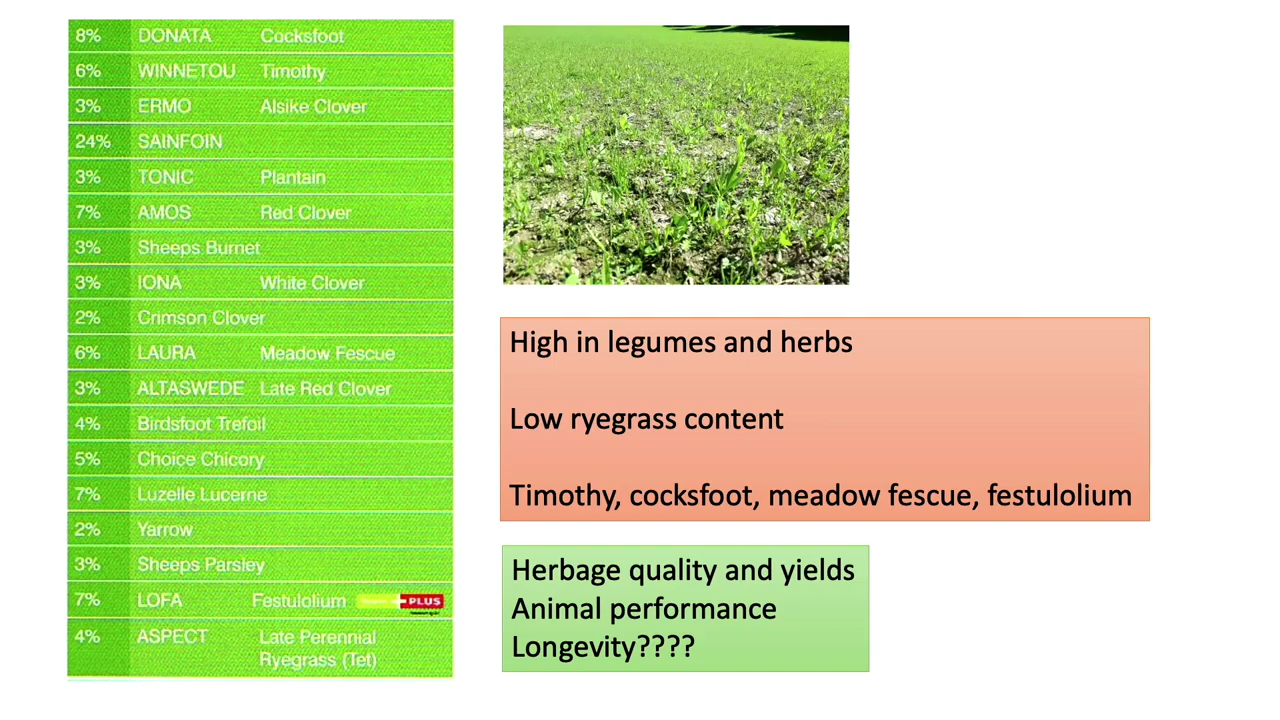 8% DONATA Cocksfoot
6% WINNETOU Timothy
3% ERMO Alsike Clover
24% SAINFOIN
3% TONIC Plantain
7% AMOS Red Clover
3% Sheeps Burnet
3% IONA White Clover
2% Crimson Clover
6% LAURA Meadow Fescue
3% ALTASWEDE Late Red Clover
4% Birdsfoot Trefoil
5% Choice Chicory
7% Luzelle Lucerne
2% Yarrow
3% Sheeps Parsley
7% LOFA Festulolium PLUS
4% ASPECT Late Perennial
Ryegrass (Tet)
High in legumes and herbs
Low ryegrass content
Timothy, cocksfoot, meadow fescue, festulolium
Herbage quality and yields
Animal performance
Longevity????